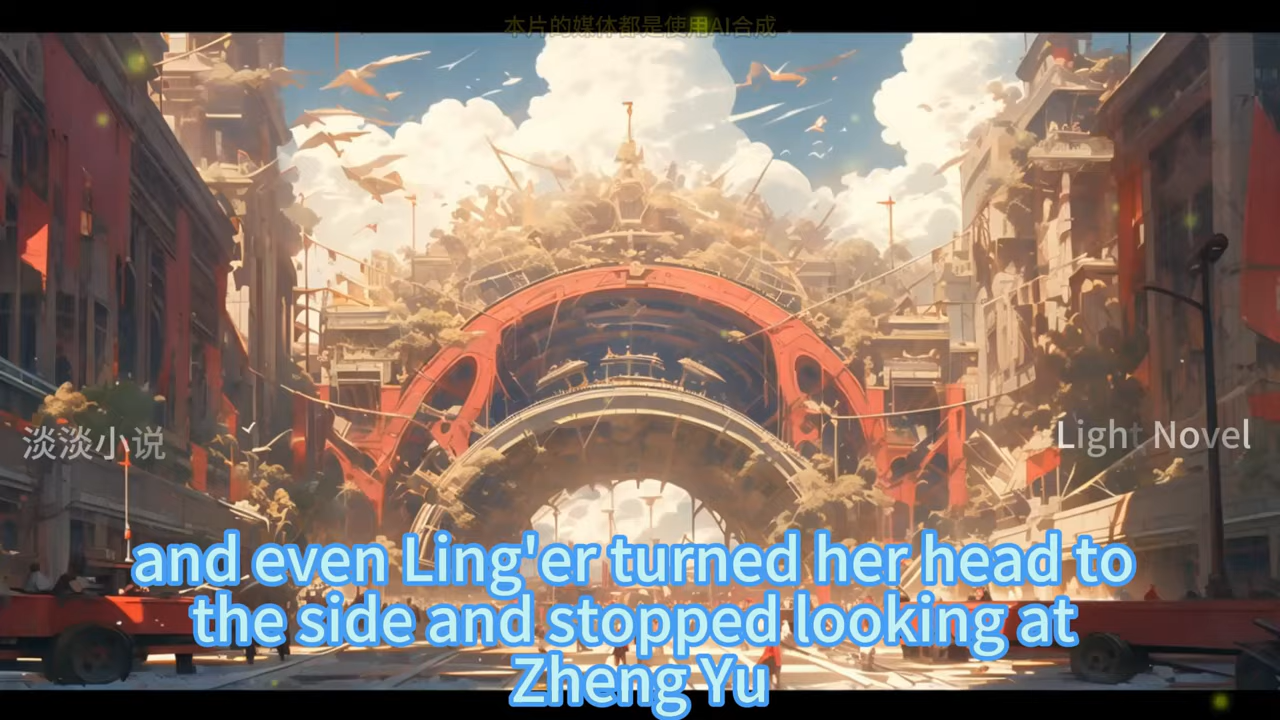 本片的媒体都是使用AI合成
淡淡小说
Light Novel
and even Ling'er turned her head to
the side and stopped looking at
Zheng Yu